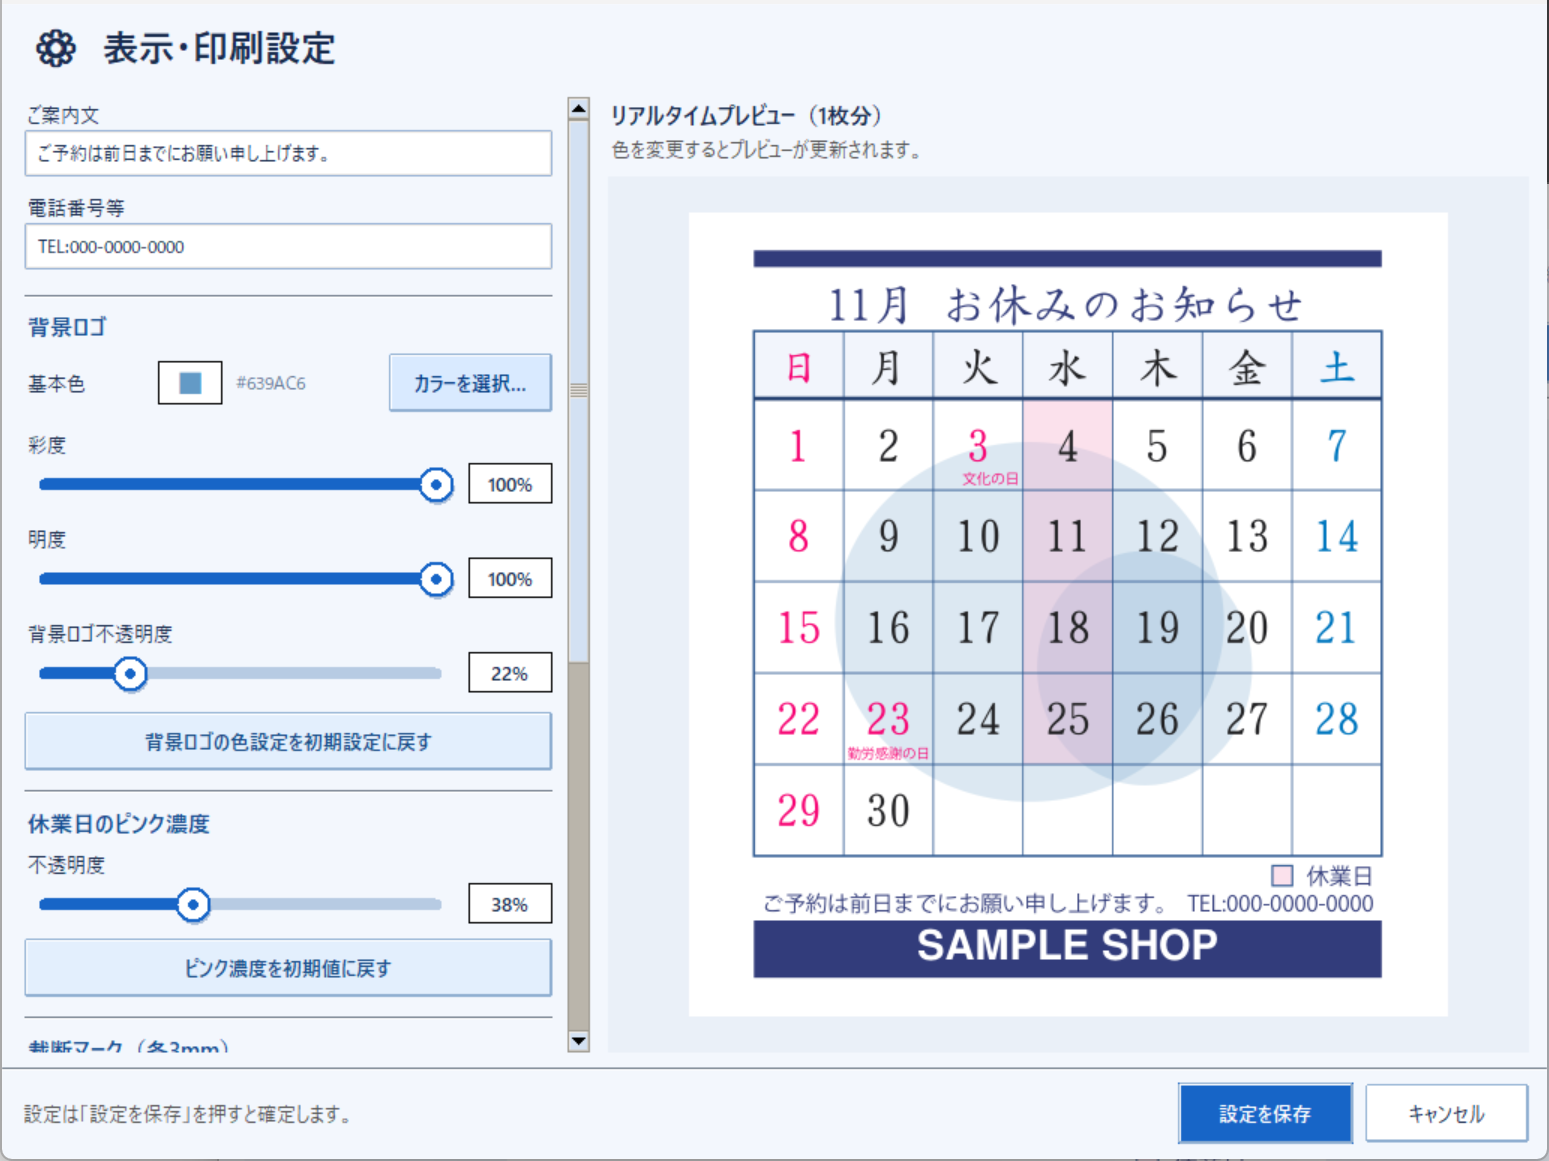 表示・印刷設定
ご案内文
ご予約は前日までにお願い申し上げます。
電話番号等
TEL:000-0000-0000
背景ロゴ
基本色 #639AC6 カラーを選択...
彩度
100%
明度
100%
背景ロゴ不透明度
22%
背景ロゴの色設定を初期設定に戻す
休業日のピンク濃度
不透明度
38%
ピンク濃度を初期値に戻す
裁断マーク（各3mm）
リアルタイムプレビュー（1枚分）
色を変更するとプレビューが更新されます。
11月 お休みのお知らせ
日 月 火 水 木 金 土
1 2 3 4 5 6 7
文化の日
8 9 10 11 12 13 14
15 16 17 18 19 20 21
22 23 24 25 26 27 28
勤労感謝の日
29 30
休業日
ご予約は前日までにお願い申し上げます。 TEL:000-0000-0000
SAMPLE SHOP
設定は「設定を保存」を押すと確定します。
設定を保存 キャンセル